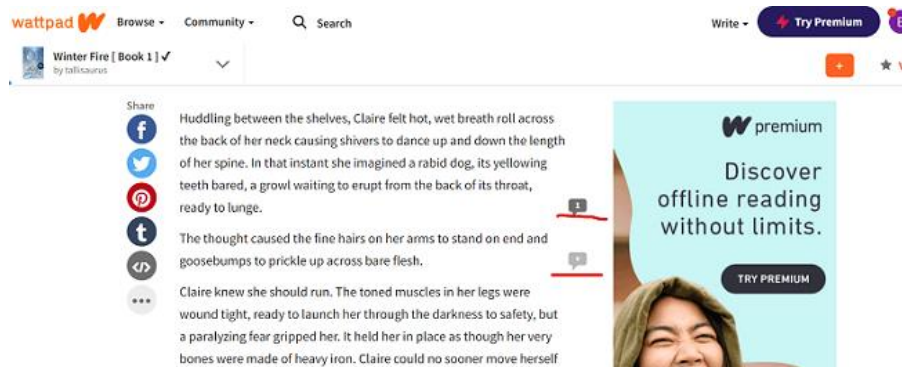 wattpad Browse Community Search Write Try Premium
Winter Fire [ Book 1 ] ✓
by tallisaurus
+
Share
Huddling between the shelves, Claire felt hot, wet breath roll across
the back of her neck causing shivers to dance up and down the length
of her spine. In that instant she imagined a rabid dog, its yellowing
teeth bared, a growl waiting to erupt from the back of its throat,
ready to lunge.
1
The thought caused the fine hairs on her arms to stand on end and
goosebumps to prickle up across bare flesh.
+
Claire knew she should run. The toned muscles in her legs were
wound tight, ready to launch her through the darkness to safety, but
a paralyzing fear gripped her. It held her in place as though her very
bones were made of heavy iron. Claire could no sooner move herself
premium
Discover
offline reading
without limits.
TRY PREMIUM